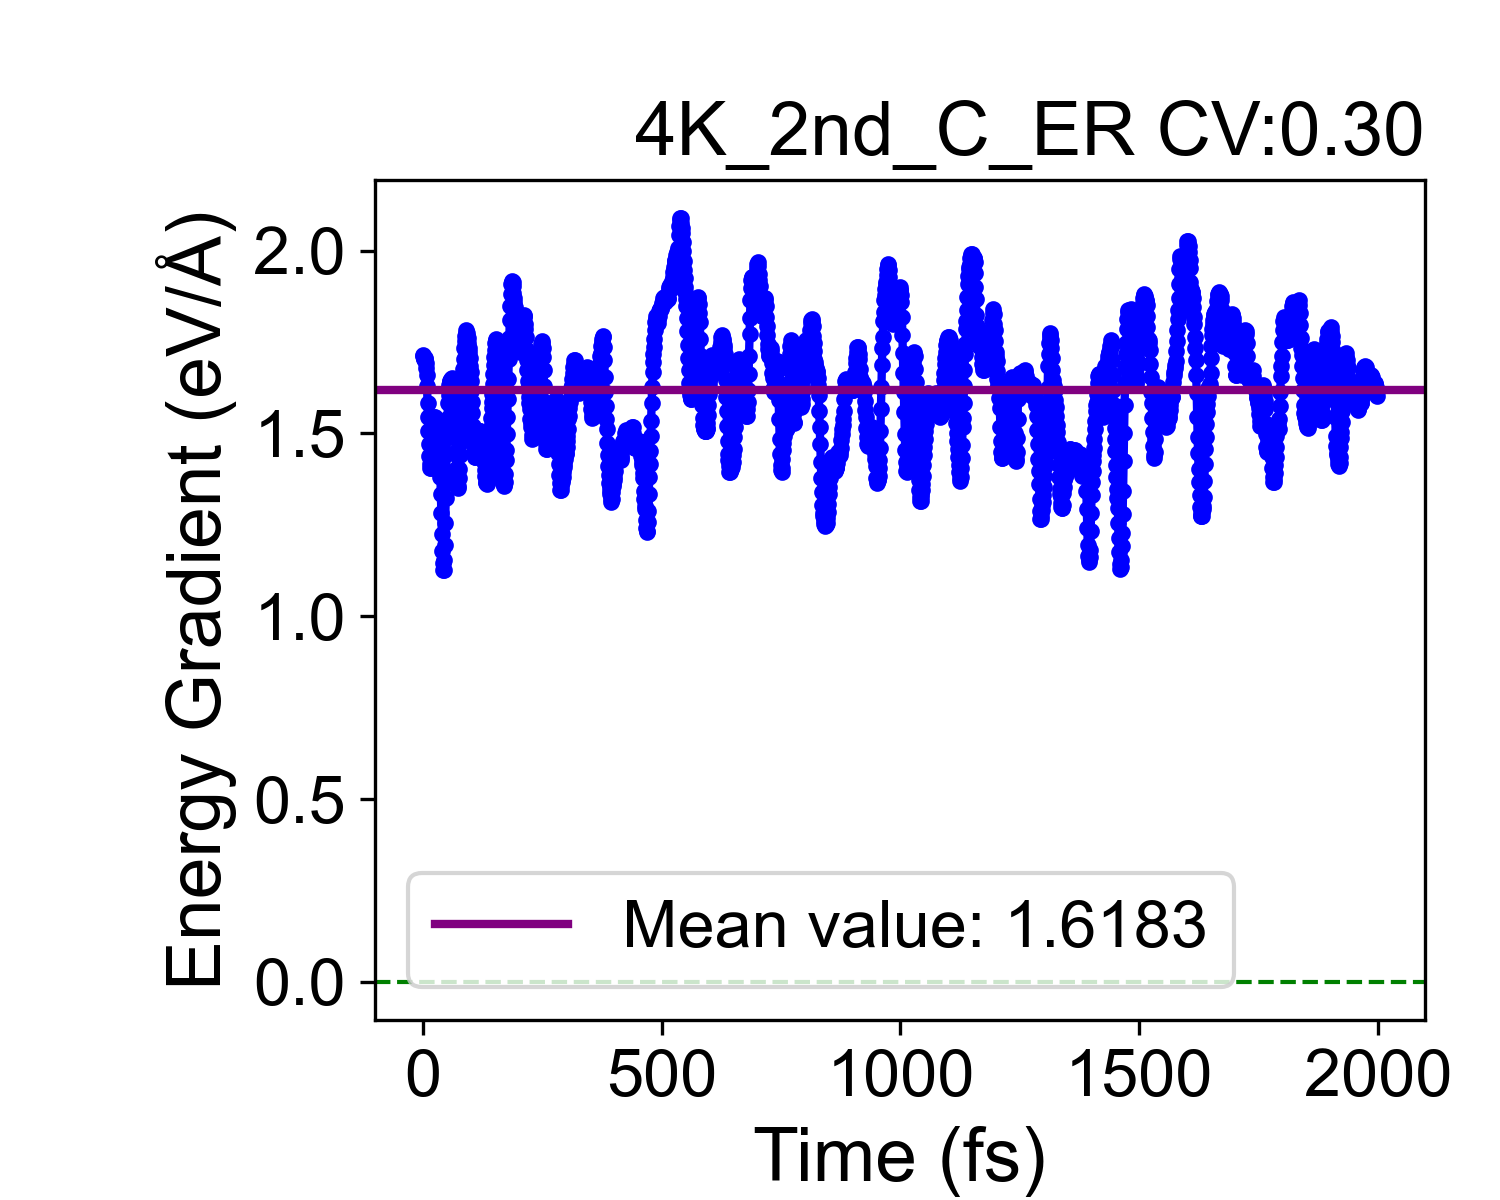 4K_2nd_C_ER CV:0.30
Energy Gradient (eV/Å)
2.0
1.5
1.0
0.5
0.0
Mean value: 1.6183
0 500 1000 1500 2000
Time (fs)